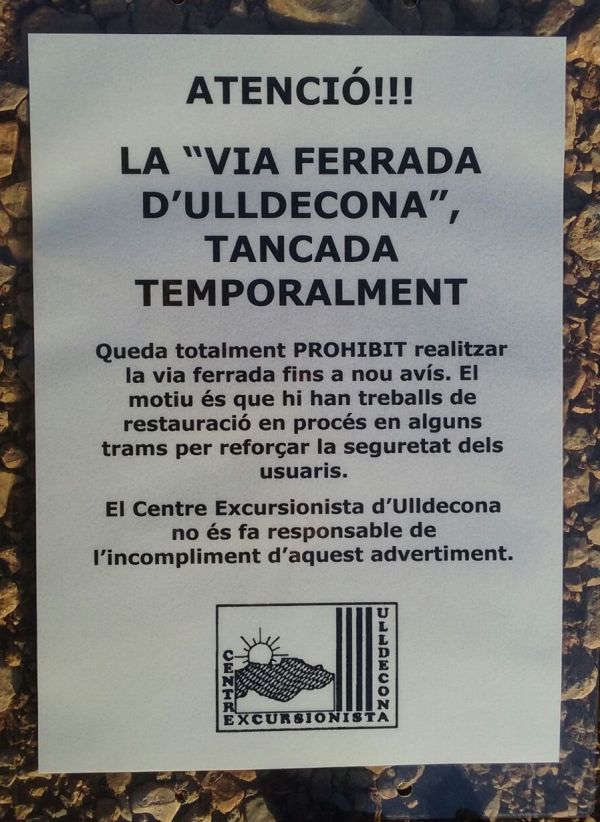 ATENCIÓ!!!
LA “VIA FERRADA
D’ULLDECONA”,
TANCADA
TEMPORALMENT
Queda totalment PROHIBIT realitzar
la via ferrada fins a nou avís. El
motiu és que hi han treballs de
restauració en procés en alguns
trams per reforçar la seguretat dels
usuaris.
El Centre Excursionista d’Ulldecona
no és fa responsable de
l’incompliment d’aquest advertiment.
CENTRE
EXCURSIONISTA
ULLDECONA